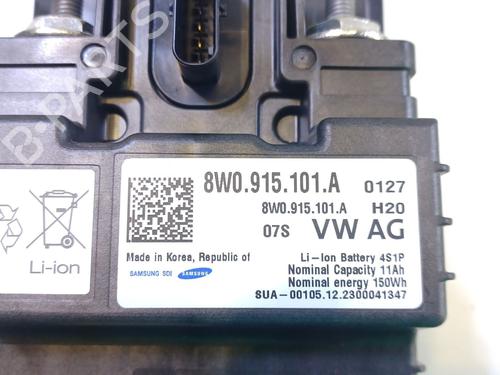 B-PARTS
8W0.915.101.A 0127
8W0.915.101.A H20
07S VW AG
Made in Korea, Republic of
SAMSUNG SDI SAMSUNG
Li-Ion Battery 4S1P
Nominal Capacity 11Ah
Nominal energy 150Wh
SUA-00105.12.2300041347
Li-ion